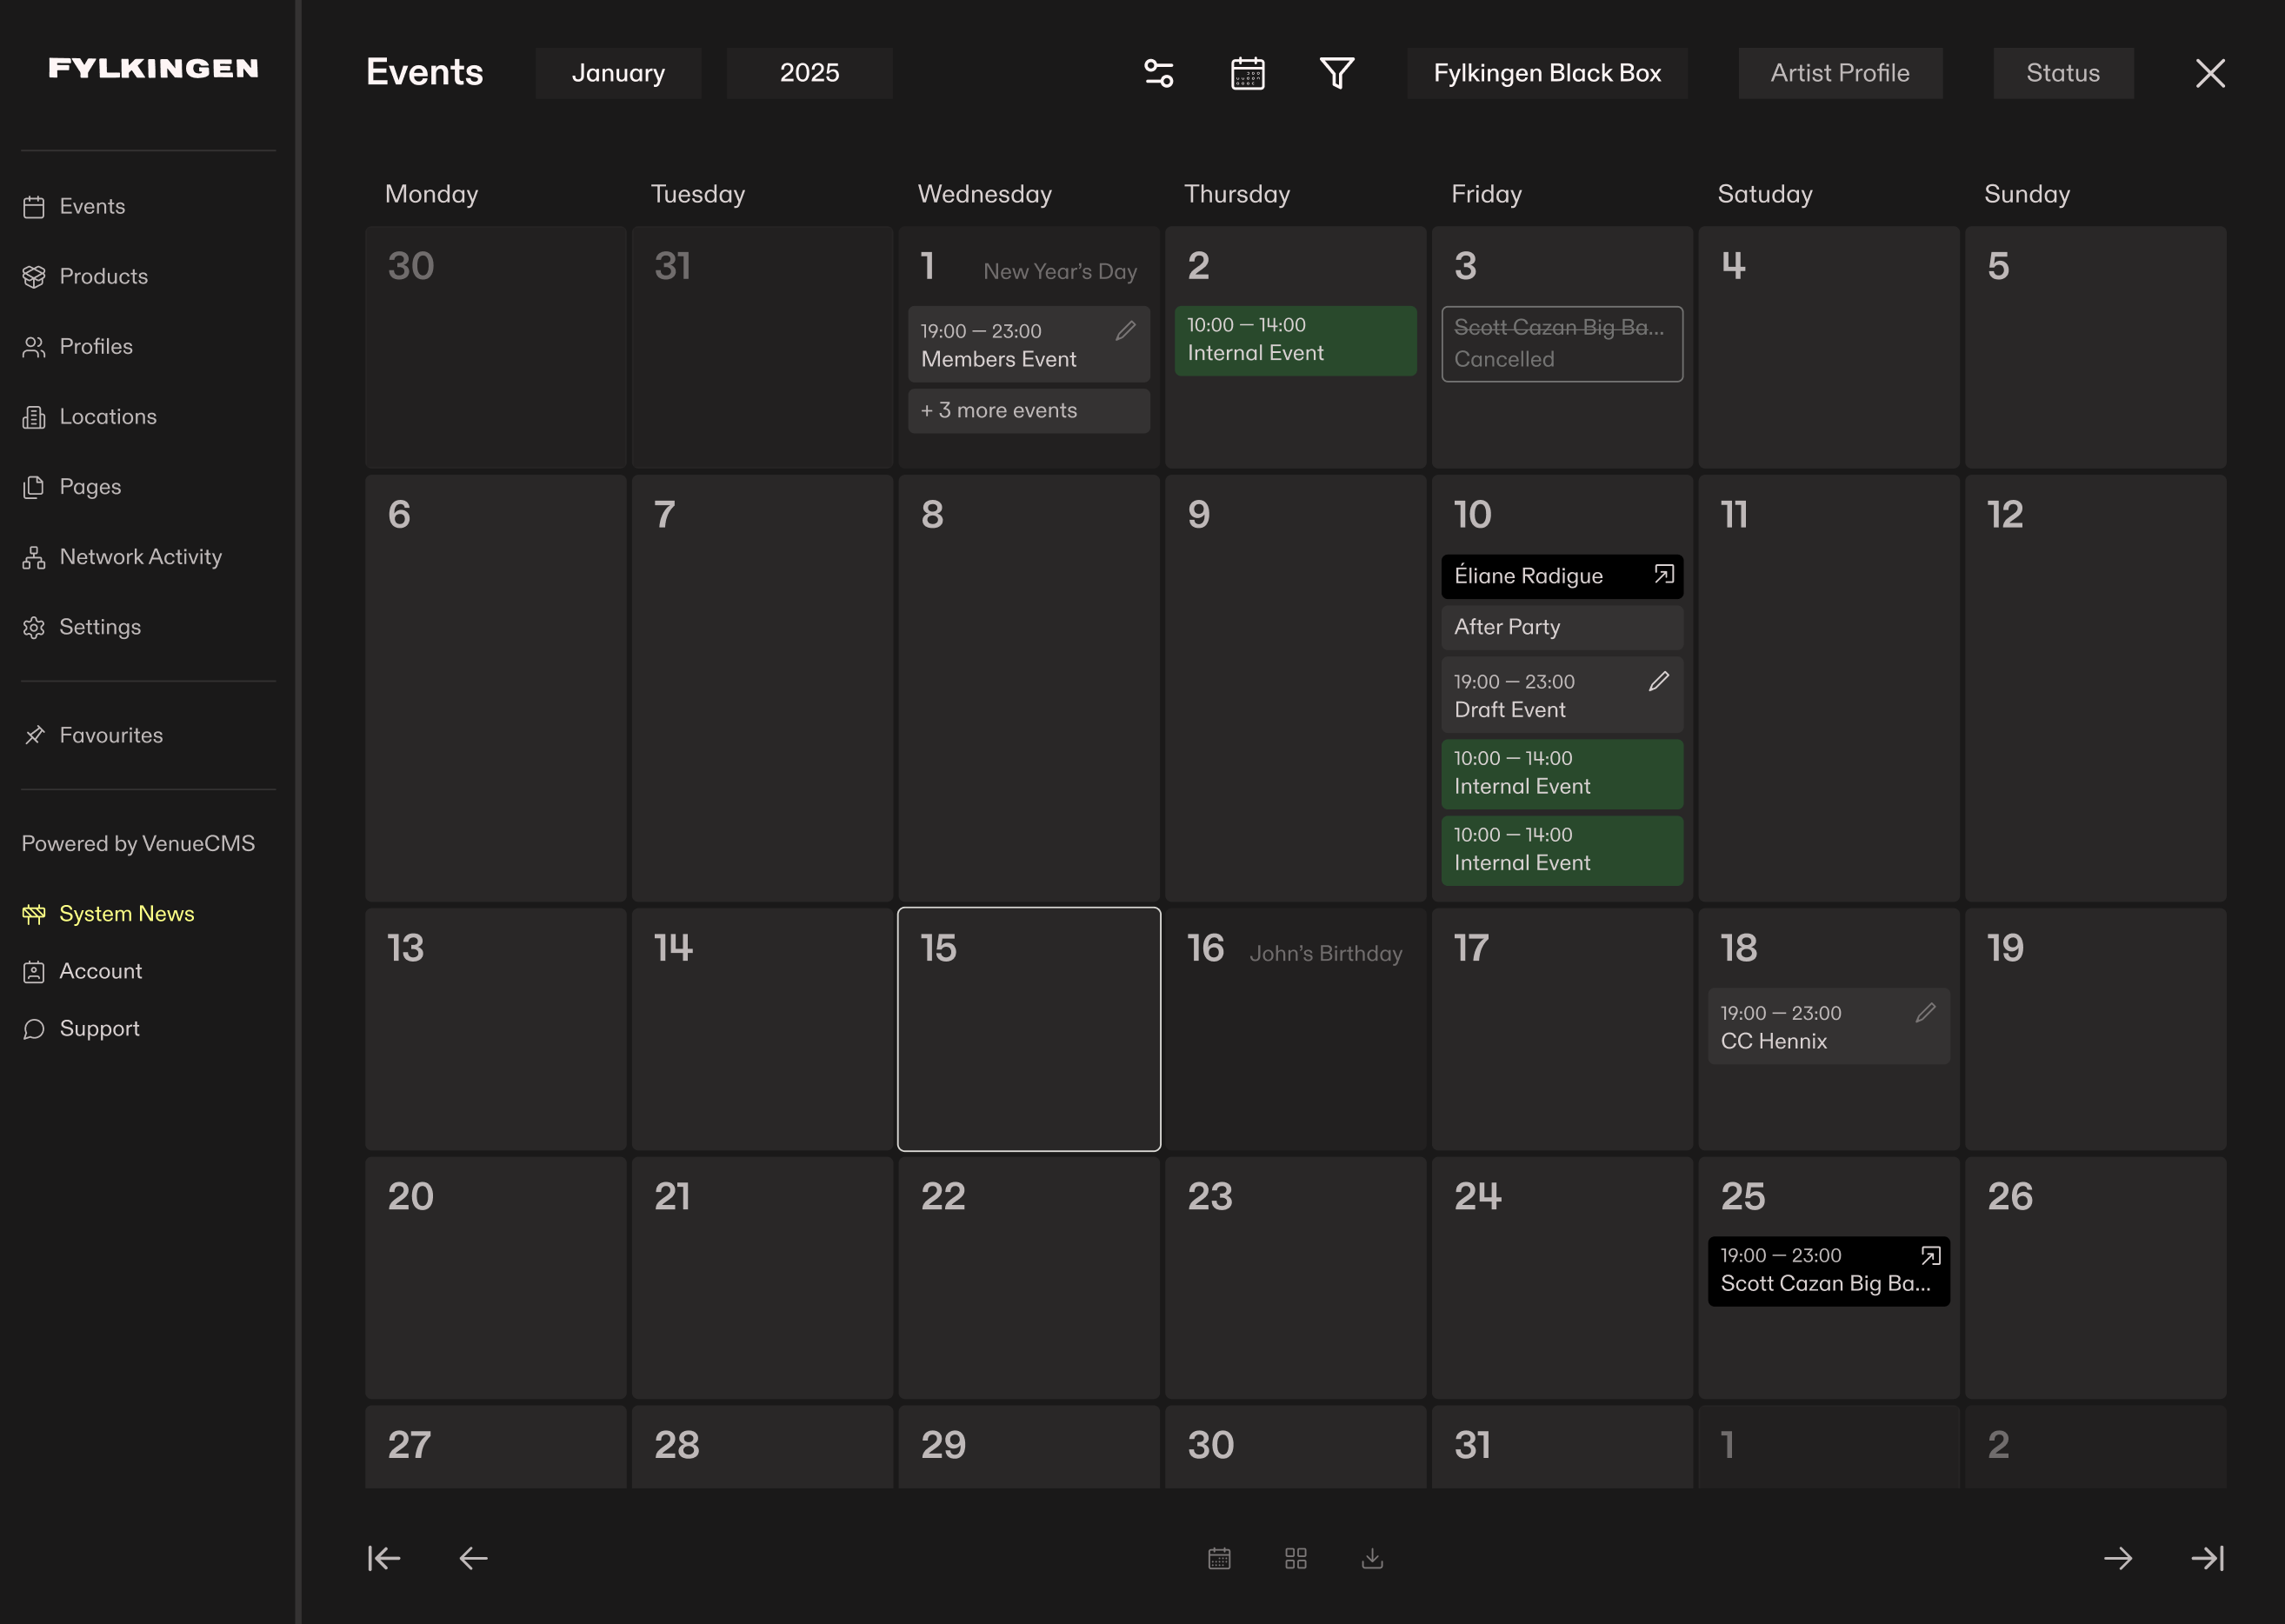 FYLKINGEN
Events
Products
Profiles
Locations
Pages
Network Activity
Settings
Favourites
Powered by VenueCMS
System News
Account
Support
Events January 2025 Fylkingen Black Box Artist Profile Status
Monday Tuesday Wednesday Thursday Friday Satuday Sunday
30
31
1 New Year's Day
19:00 — 23:00
Members Event
+ 3 more events
2
10:00 — 14:00
Internal Event
3
Scott Cazan Big Ba...
Cancelled
4
5
6
7
8
9
10
Éliane Radigue
After Party
19:00 — 23:00
Draft Event
10:00 — 14:00
Internal Event
10:00 — 14:00
Internal Event
11
12
13
14
15
16 John's Birthday
17
18
19:00 — 23:00
CC Hennix
19
20
21
22
23
24
25
19:00 — 23:00
Scott Cazan Big Ba...
26
27
28
29
30
31
1
2